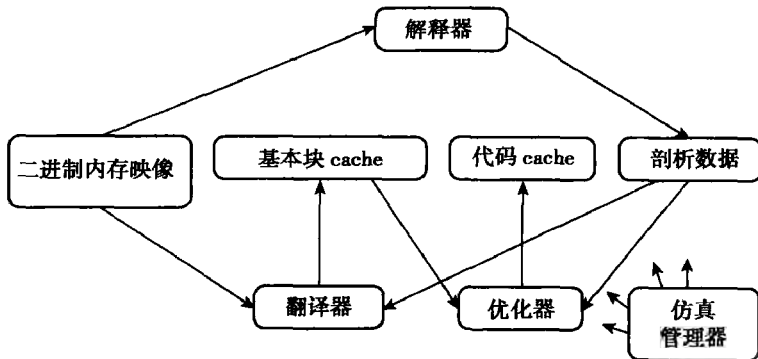 解释器
二进制内存映像
基本块 cache
代码 cache
剖析数据
翻译器
优化器
仿真
管理器